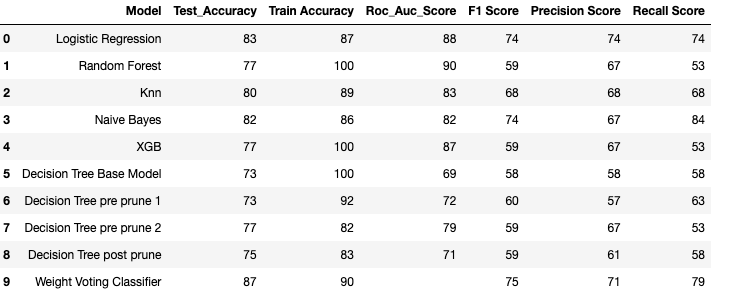 Model Test_Accuracy Train Accuracy Roc_Auc_Score F1 Score Precision Score Recall Score
0 Logistic Regression 83 87 88 74 74 74
1 Random Forest 77 100 90 59 67 53
2 Knn 80 89 83 68 68 68
3 Naive Bayes 82 86 82 74 67 84
4 XGB 77 100 87 59 67 53
5 Decision Tree Base Model 73 100 69 58 58 58
6 Decision Tree pre prune 1 73 92 72 60 57 63
7 Decision Tree pre prune 2 77 82 79 59 67 53
8 Decision Tree post prune 75 83 71 59 61 58
9 Weight Voting Classifier 87 90 75 71 79